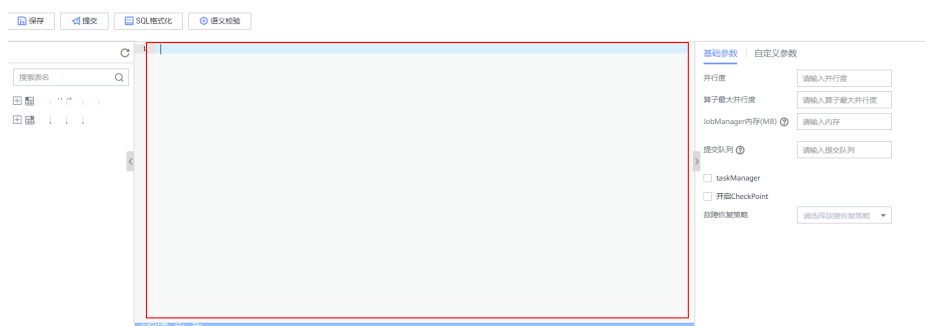 保存 提交 SQL格式化 语义校验
搜索表名
1
基础参数 自定义参数
并行度 请输入并行度
算子最大并行度 请输入算子最大并行度
JobManager内存(MB) ? 请输入内存
提交队列 ? 请输入提交队列
taskManager
开启CheckPoint
故障恢复策略 请选择故障恢复策略